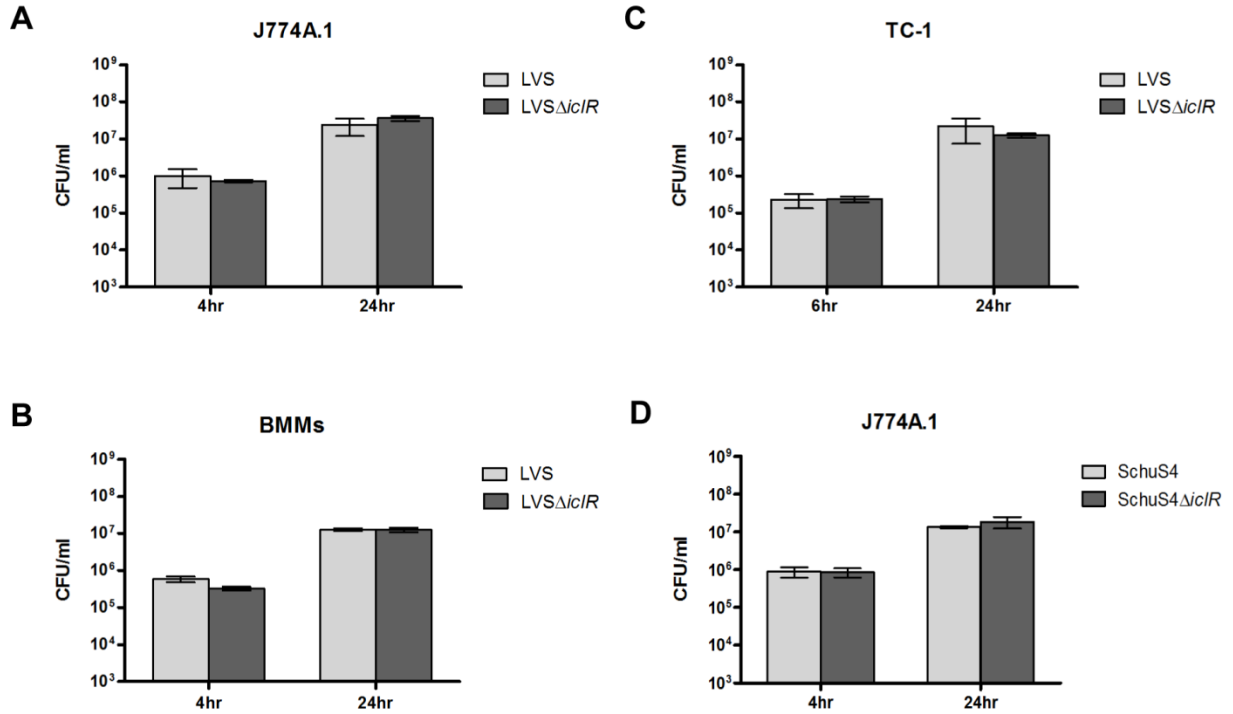 A
J774A.1
CFU/ml
10⁹
10⁸
10⁷
10⁶
10⁵
10⁴
10³
4hr
24hr
LVS
LVSΔiclR
C
TC-1
CFU/ml
10⁹
10⁸
10⁷
10⁶
10⁵
10⁴
10³
6hr
24hr
LVS
LVSΔiclR
B
BMMs
CFU/ml
10⁹
10⁸
10⁷
10⁶
10⁵
10⁴
10³
4hr
24hr
LVS
LVSΔiclR
D
J774A.1
CFU/ml
10⁹
10⁸
10⁷
10⁶
10⁵
10⁴
10³
4hr
24hr
SchuS4
SchuS4ΔiclR